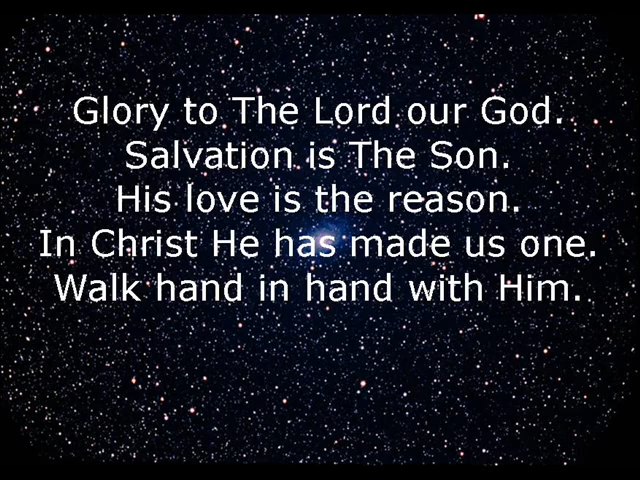 Glory to The Lord our God.
Salvation is The Son.
His love is the reason.
In Christ He has made us one.
Walk hand in hand with Him.